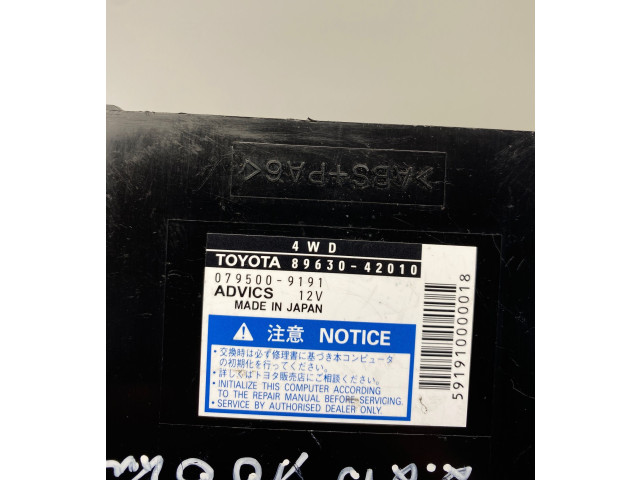 >ABS+PA6<
4WD
TOYOTA 89630-42010
079500-9191
ADVICS 12V
MADE IN JAPAN
⚠ 注意 NOTICE
・交換時は必ず修理書に基づき本コンピュータ
の初期化を行ってください。
・詳しくはトヨタ販売店にご相談ください。
・INITIALIZE THIS COMPUTER ACCORDING
TO THE REPAIR MANUAL BEFORE SERVICING.
・SERVICE BY AUTHORISED DEALER ONLY.
591910000018